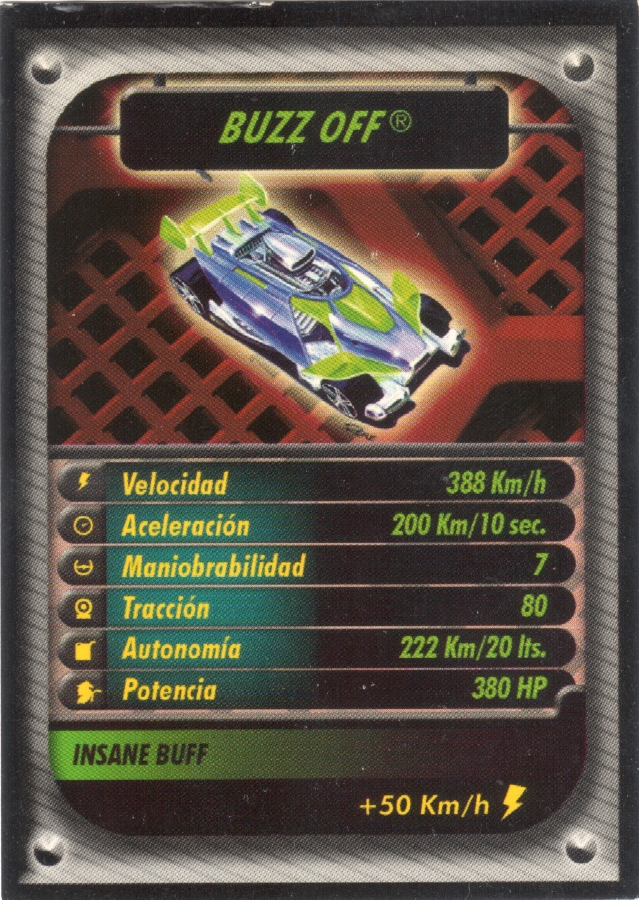 BUZZ OFF®
Velocidad 388 Km/h
Aceleración 200 Km/10 sec.
Maniobrabilidad 7
Tracción 80
Autonomía 222 Km/20 lts.
Potencia 380 HP
INSANE BUFF
+50 Km/h